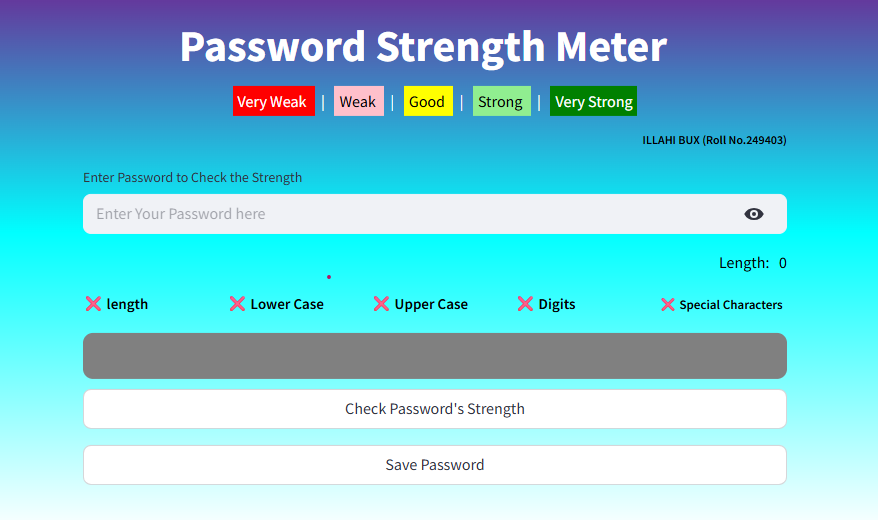 Password Strength Meter
Very Weak | Weak | Good | Strong | Very Strong
ILLAHI BUX (Roll No.249403)
Enter Password to Check the Strength
Enter Your Password here
Length: 0
❌ length ❌ Lower Case ❌ Upper Case ❌ Digits ❌ Special Characters
Check Password's Strength
Save Password